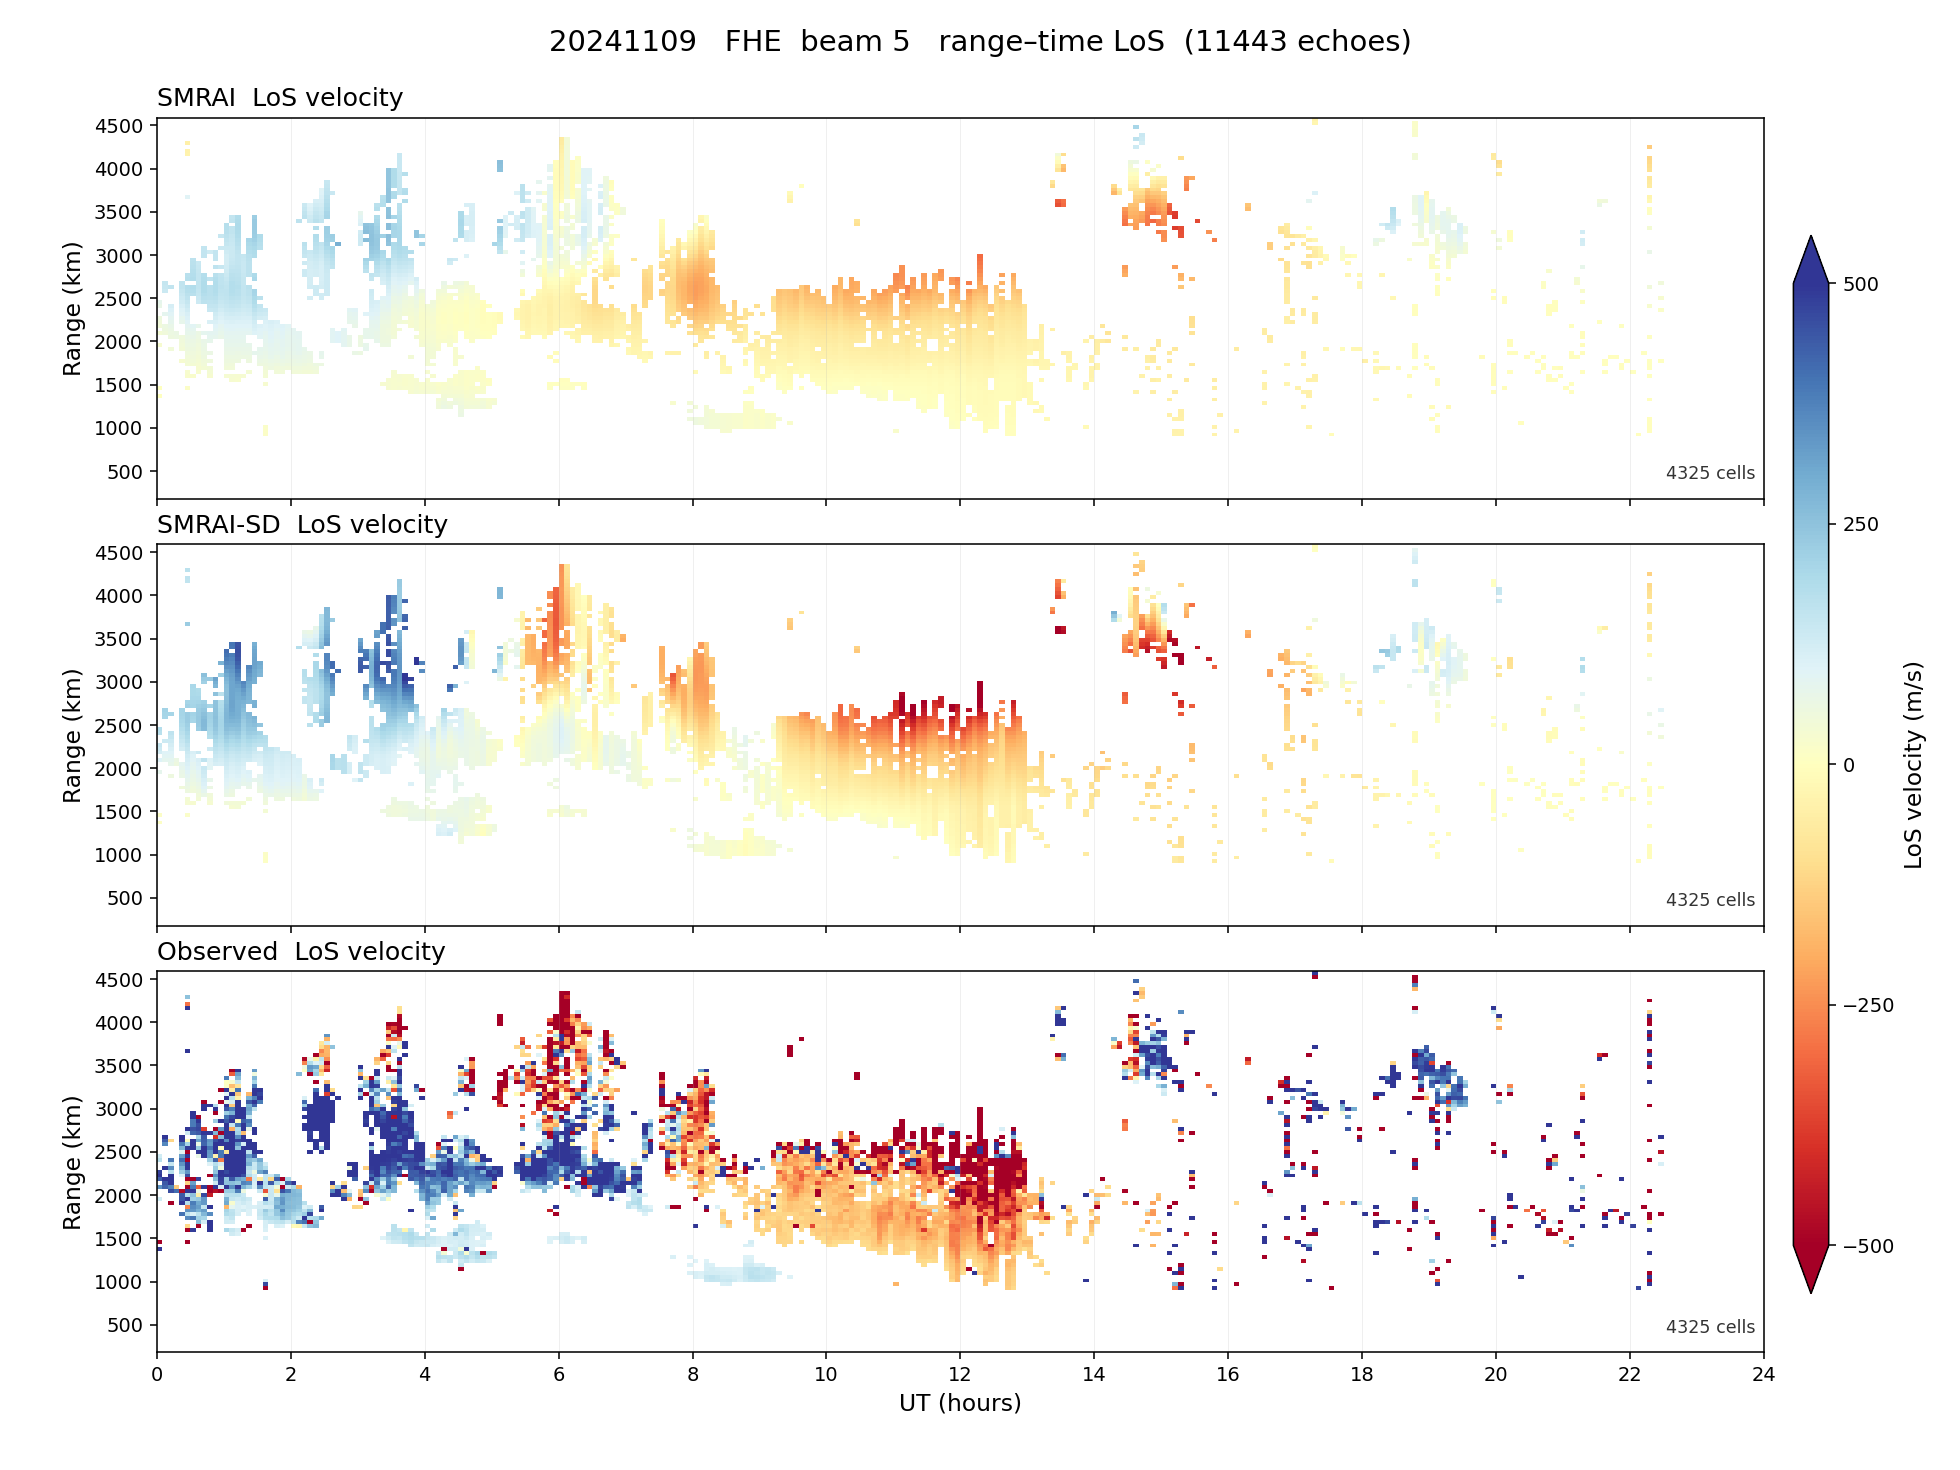 20241109   FHE  beam 5   range–time LoS  (11443 echoes)
SMRAI  LoS velocity
4500
4000
3500
3000
2500
2000
1500
1000
500
Range (km)
4325 cells
SMRAI-SD  LoS velocity
4500
4000
3500
3000
2500
2000
1500
1000
500
Range (km)
4325 cells
Observed  LoS velocity
4500
4000
3500
3000
2500
2000
1500
1000
500
Range (km)
4325 cells
0 2 4 6 8 10 12 14 16 18 20 22 24
UT (hours)
500
250
0
−250
−500
LoS velocity (m/s)